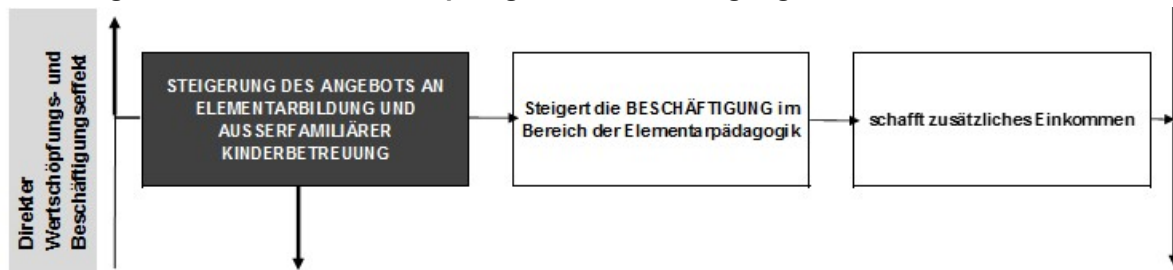 Direkter
Wertschöpfungs- und
Beschäftigungseffekt
STEIGERUNG DES ANGEBOTS AN
ELEMENTARBILDUNG UND
AUSSERFAMILIÄRER
KINDERBETREUUNG
Steigert die BESCHÄFTIGUNG im
Bereich der Elementarpädagogik
schafft zusätzliches Einkommen